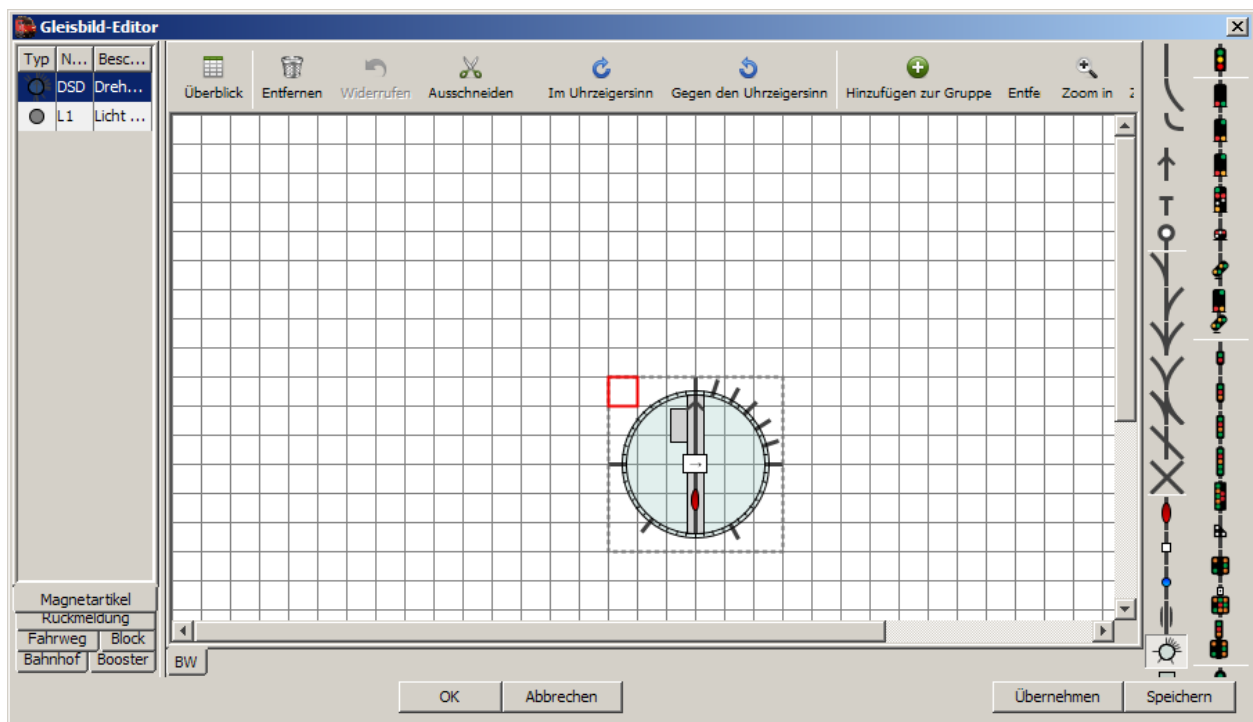 Gleisbild-Editor
Typ N... Besc...
DSD Dreh...
L1 Licht ...
Überblick Entfernen Widerrufen Ausschneiden Im Uhrzeigersinn Gegen den Uhrzeigersinn Hinzufügen zur Gruppe Entfe Zoom in
Magnetartikel
Rückmeldung
Fahrweg Block
Bahnhof Booster
BW
OK Abbrechen Übernehmen Speichern